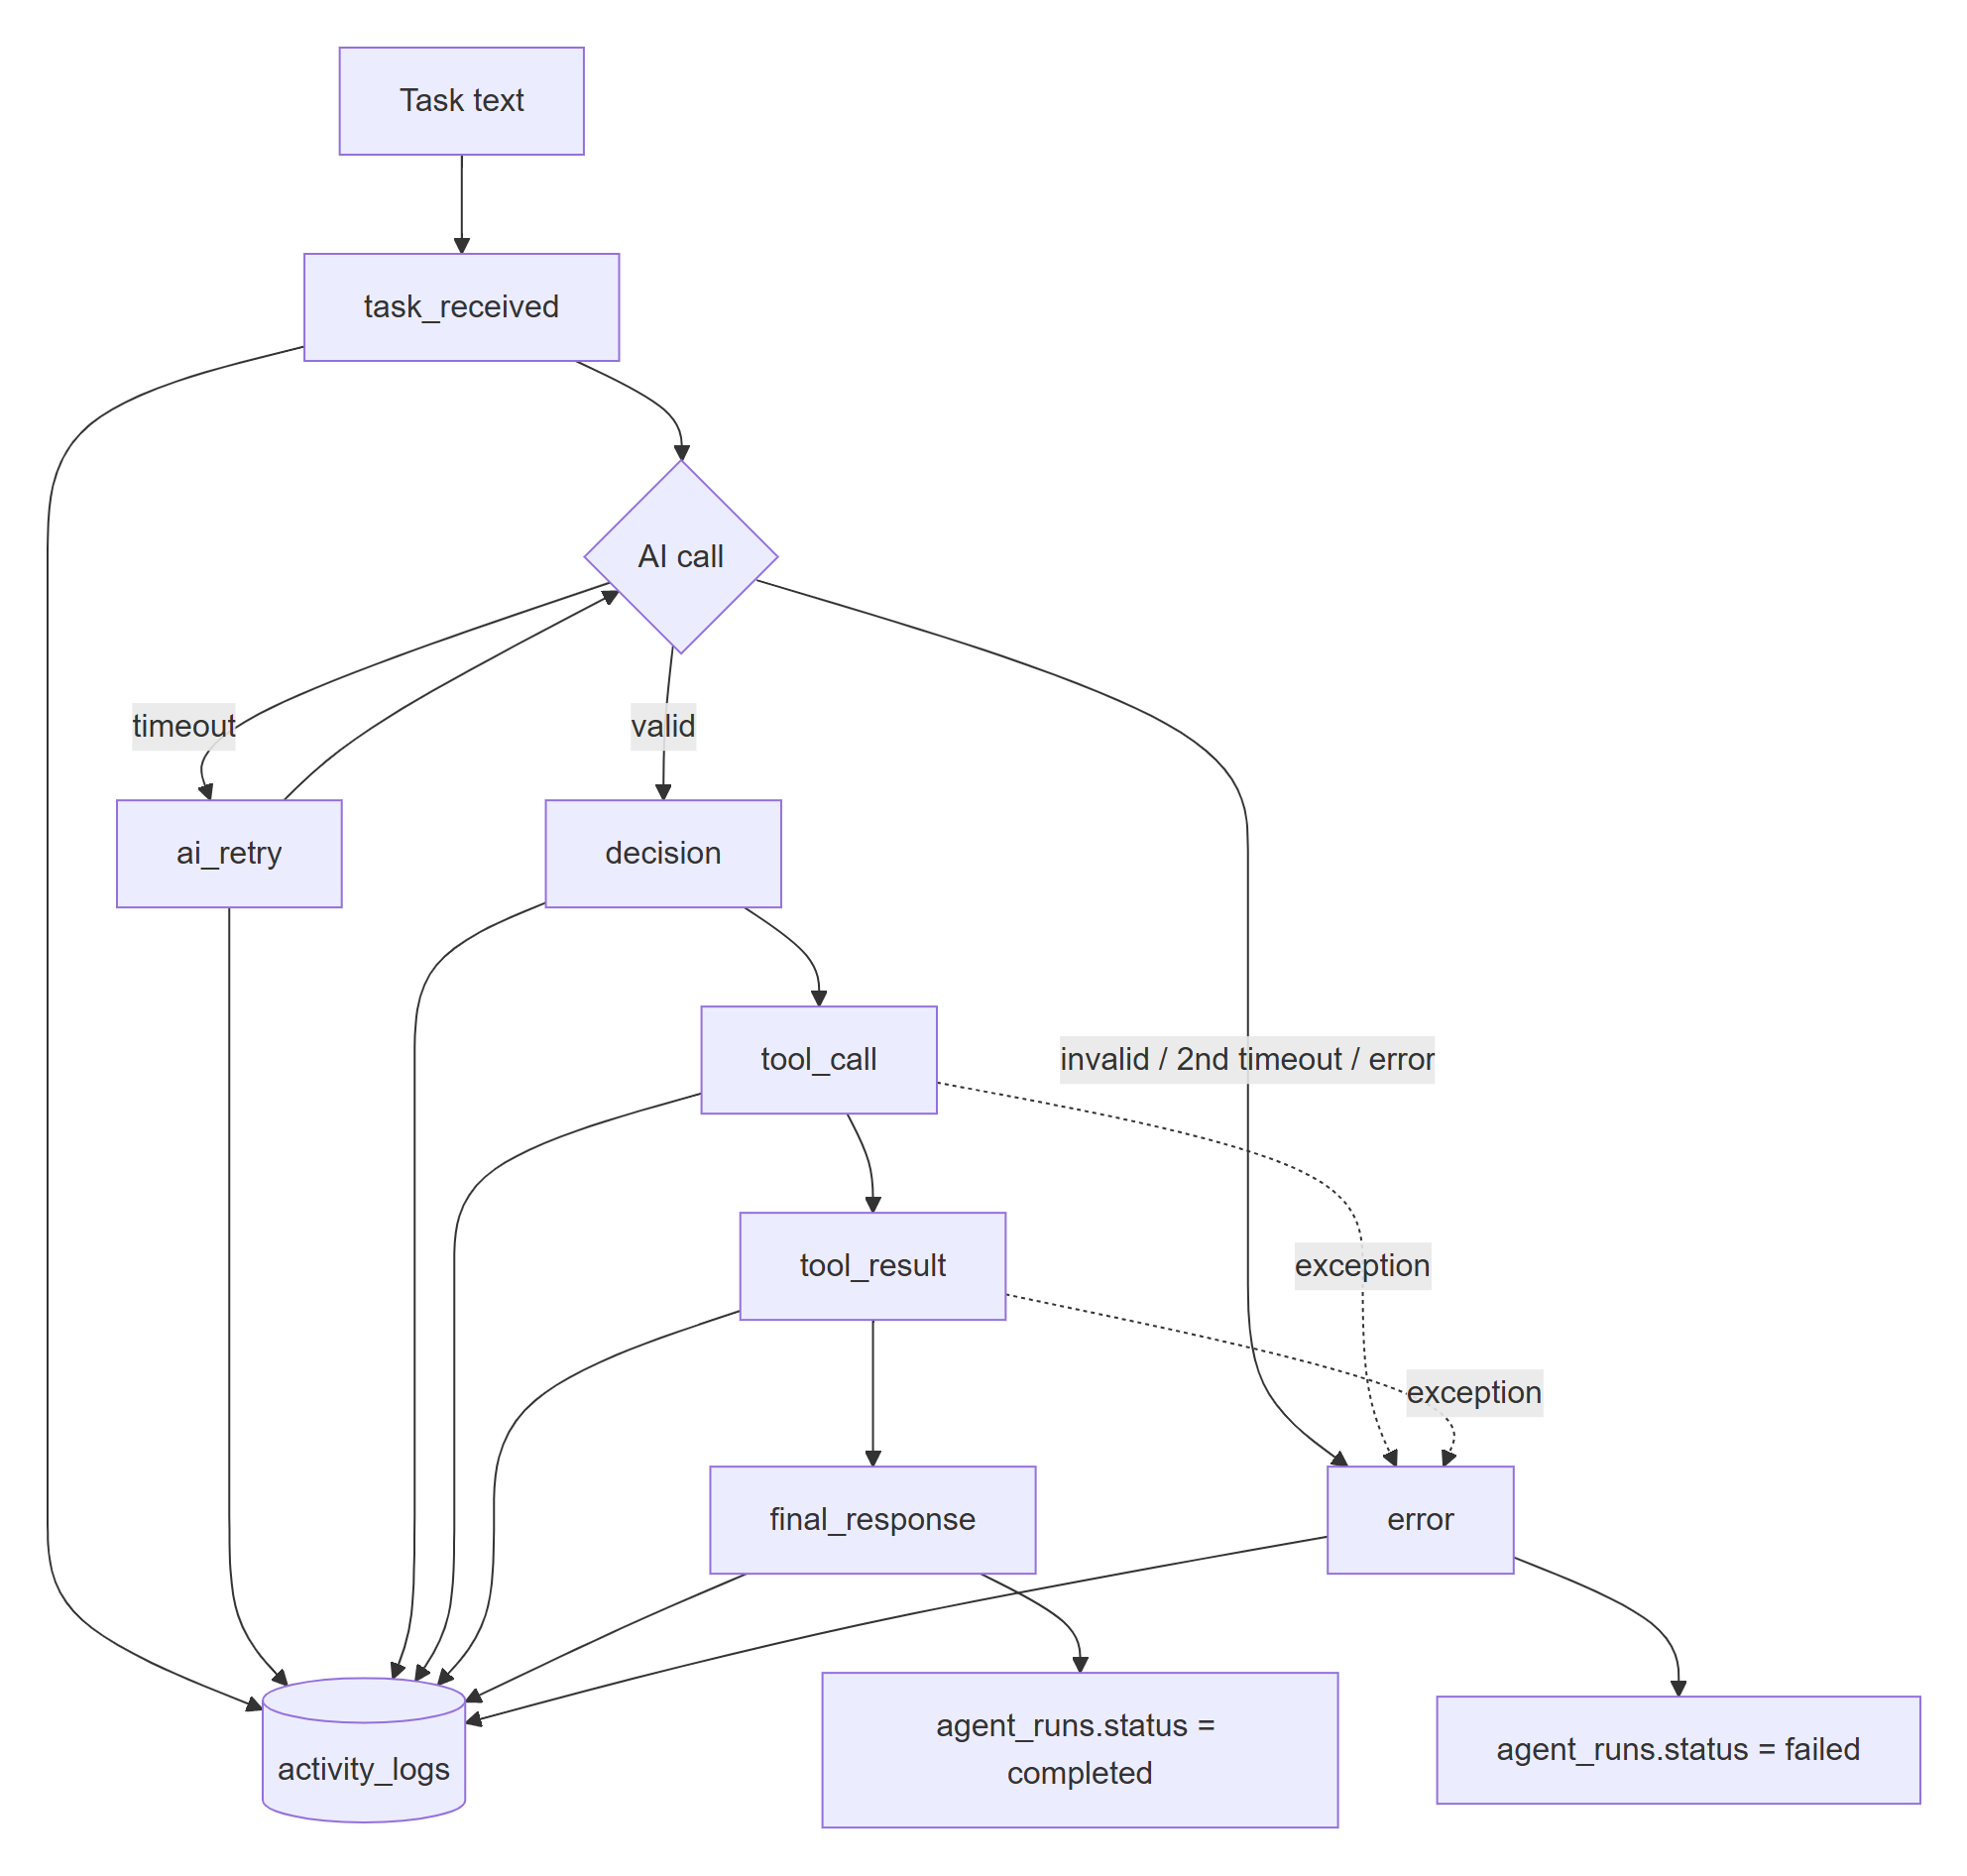 Task text
task_received
AI call
timeout
valid
ai_retry
decision
tool_call
invalid / 2nd timeout / error
tool_result
exception
exception
final_response
error
activity_logs
agent_runs.status =
completed
agent_runs.status = failed